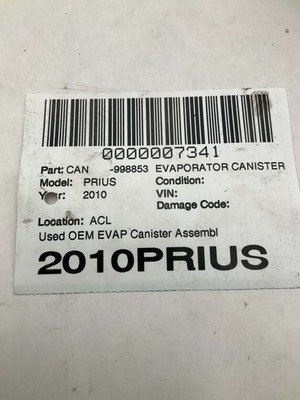 0000007341
Part: CAN -998853 EVAPORATOR CANISTER
Model: PRIUS Condition:
Year: 2010 VIN:
Damage Code:
Location: ACL
Used OEM EVAP Canister Assembl
2010PRIUS